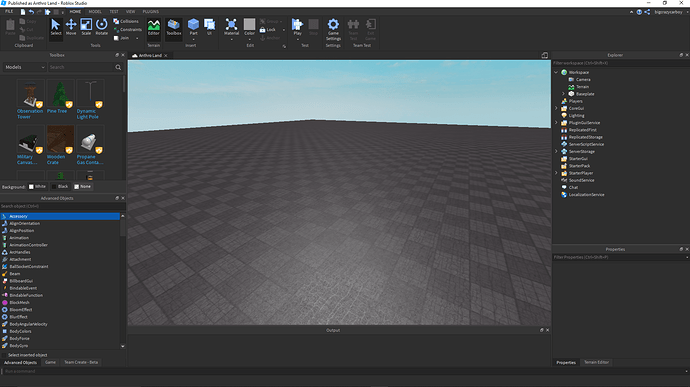 Published as Anthro Land - Roblox Studio
FILE HOME MODEL TEST VIEW PLUGINS
bigcrazycarboy
Paste Copy Cut Duplicate
Select Move Scale Rotate
Collisions
Constraints
Join
Editor Toolbox Part UI
Material Color
Group
Lock
Anchor
Play Stop
Game Settings
Team Test Exit Game
Clipboard Tools Terrain Insert Edit Test Settings Team Test
Toolbox
Models Search
Observation Tower
Pine Tree
Dynamic Light Pole
Military Canvas...
Wooden Crate
Propane Gas Conta...
Background: White Black None
Advanced Objects
Search object (Ctrl+I)
Accessory
AlignOrientation
AlignPosition
Animation
AnimationController
ArcHandles
Attachment
BallSocketConstraint
Beam
BillboardGui
BindableEvent
BindableFunction
BlockMesh
BloomEffect
BlurEffect
BodyAngularVelocity
BodyColors
BodyForce
BodyGyro
Select inserted object
Advanced Objects Game Team Create - Beta
Run a command
Anthro Land
Output
Explorer
Filter workspace (Ctrl+Shift+X)
Workspace
Camera
Terrain
Baseplate
Players
CoreGui
Lighting
PluginGuiService
ReplicatedFirst
ReplicatedStorage
ServerScriptService
ServerStorage
StarterGui
StarterPack
StarterPlayer
SoundService
Chat
LocalizationService
Properties
Filter Properties (Ctrl+Shift+P)
Properties Terrain Editor